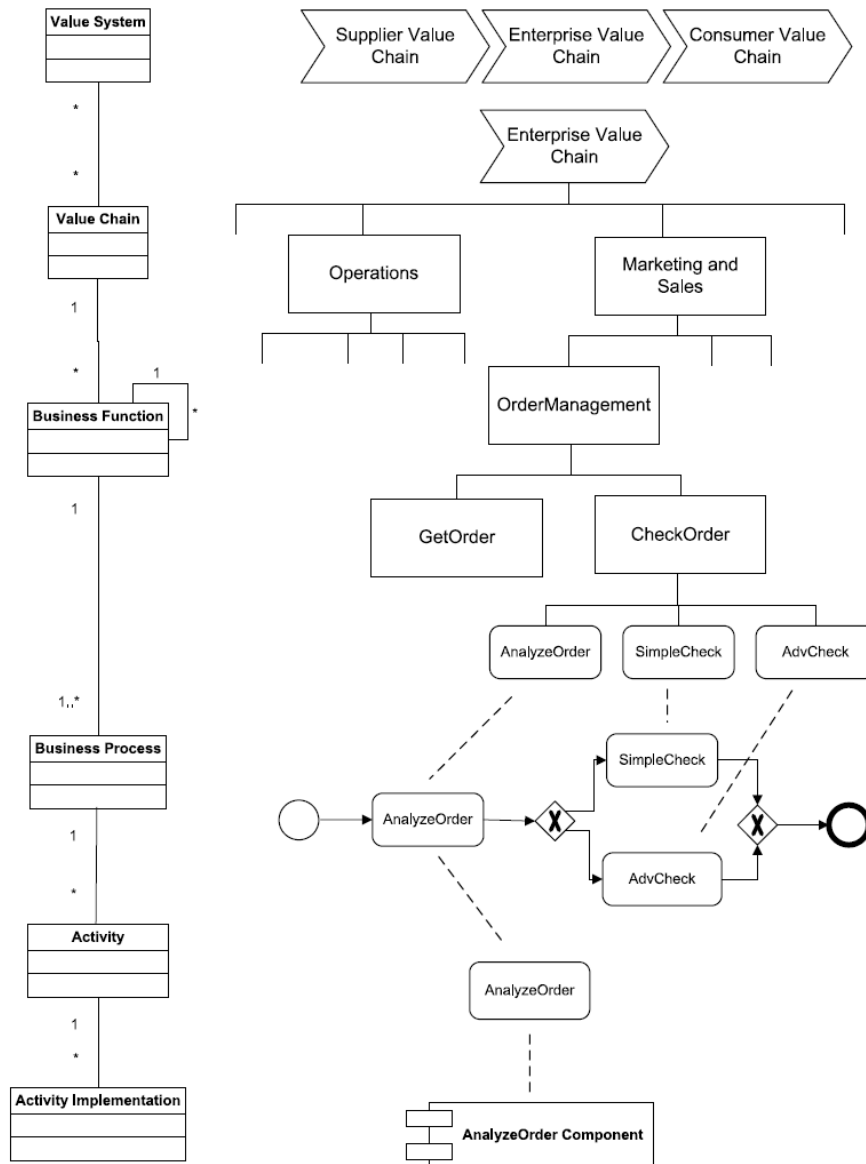 Value System
Supplier Value
Chain
Enterprise Value
Chain
Consumer Value
Chain
*
*
Enterprise Value
Chain
Value Chain
Operations
Marketing and
Sales
1
*
1
*
Business Function
OrderManagement
1
GetOrder
CheckOrder
AnalyzeOrder
SimpleCheck
AdvCheck
1,,*
Business Process
SimpleCheck
AnalyzeOrder
X
X
1
AdvCheck
*
Activity
AnalyzeOrder
1
*
Activity Implementation
AnalyzeOrder Component